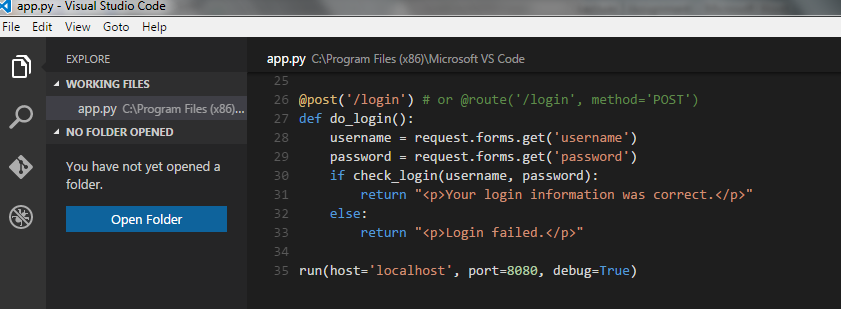 app.py - Visual Studio Code
File Edit View Goto Help
EXPLORE
WORKING FILES
app.py C:\Program Files (x86)...
NO FOLDER OPENED
You have not yet opened a
folder.
Open Folder
app.py C:\Program Files (x86)\Microsoft VS Code
25
26 @post('/login') # or @route('/login', method='POST')
27 def do_login():
28     username = request.forms.get('username')
29     password = request.forms.get('password')
30     if check_login(username, password):
31         return "<p>Your login information was correct.</p>"
32     else:
33         return "<p>Login failed.</p>"
34
35 run(host='localhost', port=8080, debug=True)